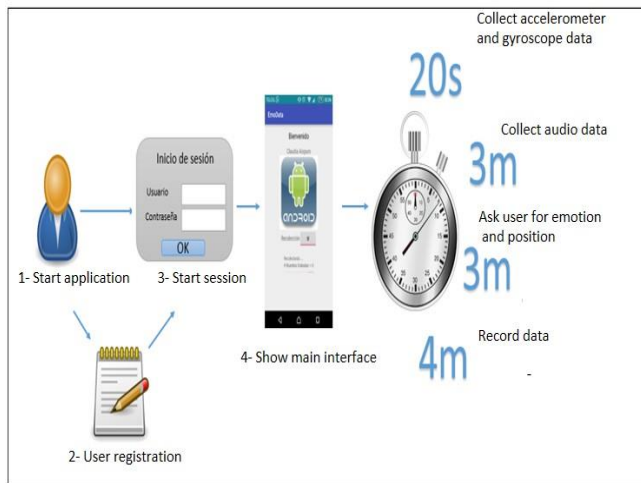 Collect accelerometer
and gyroscope data
20s
Collect audio data
3m
Ask user for emotion
and position
3m
Record data
4m
-
1- Start application
Inicio de sesión
Usuario
Contraseña
OK
3- Start session
EmoData
Bienvenido
ANDROID
4- Show main interface
2- User registration